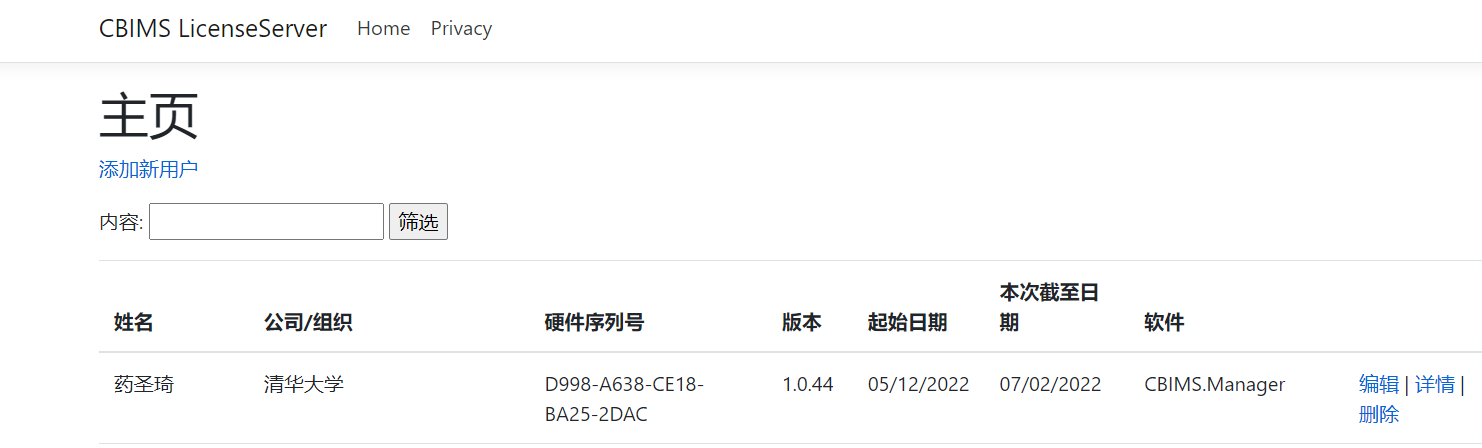 CBIMS LicenseServer Home Privacy
主页
添加新用户
内容: 筛选
姓名 公司/组织 硬件序列号 版本 起始日期 本次截至日期 软件
药圣琦 清华大学 D998-A638-CE18- 1.0.44 05/12/2022 07/02/2022 CBIMS.Manager 编辑 | 详情 |
BA25-2DAC 删除